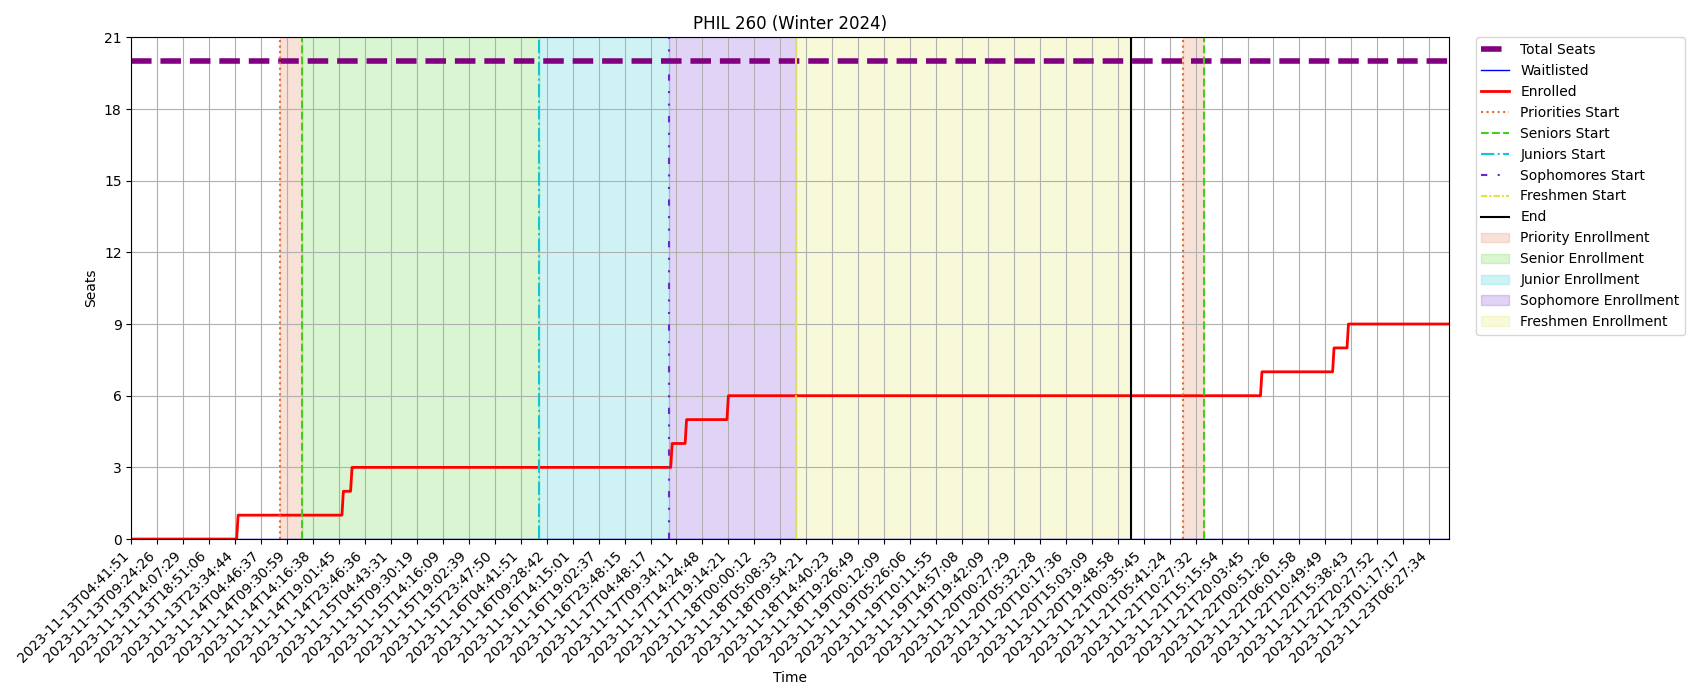 PHIL 260 (Winter 2024)
21
18
15
12
9
6
3
0
Seats
2023-11-13T04:41:51
2023-11-13T09:24:26
2023-11-13T14:07:29
2023-11-13T18:51:06
2023-11-13T23:34:44
2023-11-14T04:46:37
2023-11-14T09:30:59
2023-11-14T14:16:38
2023-11-14T19:01:45
2023-11-14T23:46:36
2023-11-15T04:43:31
2023-11-15T09:30:19
2023-11-15T14:16:09
2023-11-15T19:02:39
2023-11-15T23:47:50
2023-11-16T04:41:51
2023-11-16T09:28:42
2023-11-16T14:15:01
2023-11-16T19:02:37
2023-11-16T23:48:15
2023-11-17T04:48:17
2023-11-17T09:34:11
2023-11-17T14:24:48
2023-11-17T19:14:21
2023-11-18T00:00:12
2023-11-18T05:08:33
2023-11-18T09:54:21
2023-11-18T14:40:23
2023-11-18T19:26:49
2023-11-19T00:12:09
2023-11-19T05:26:06
2023-11-19T10:11:55
2023-11-19T14:57:08
2023-11-19T19:42:09
2023-11-20T00:27:29
2023-11-20T05:32:28
2023-11-20T10:17:36
2023-11-20T15:03:09
2023-11-20T19:48:58
2023-11-21T00:35:45
2023-11-21T05:41:24
2023-11-21T10:27:32
2023-11-21T15:15:54
2023-11-21T20:03:45
2023-11-22T00:51:26
2023-11-22T06:01:58
2023-11-22T10:49:49
2023-11-22T15:38:43
2023-11-22T20:27:52
2023-11-23T01:17:17
2023-11-23T06:27:34
Time
Total Seats
Waitlisted
Enrolled
Priorities Start
Seniors Start
Juniors Start
Sophomores Start
Freshmen Start
End
Priority Enrollment
Senior Enrollment
Junior Enrollment
Sophomore Enrollment
Freshmen Enrollment